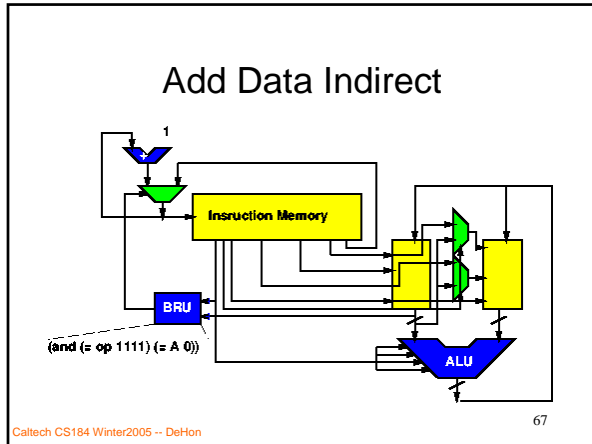 Add Data Indirect
1
+
Insruction Memory
BRU
(and (= op 1111) (= A 0))
ALU
67
Caltech CS184 Winter2005 -- DeHon